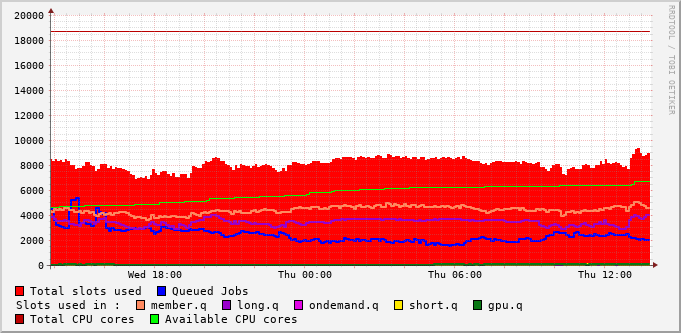 20000
18000
16000
14000
12000
10000
8000
6000
4000
2000
0
Wed 18:00 Thu 00:00 Thu 06:00 Thu 12:00
Total slots used Queued Jobs
Slots used in : member.q long.q ondemand.q short.q gpu.q
Total CPU cores Available CPU cores
RRDTOOL / TOBI OETIKER